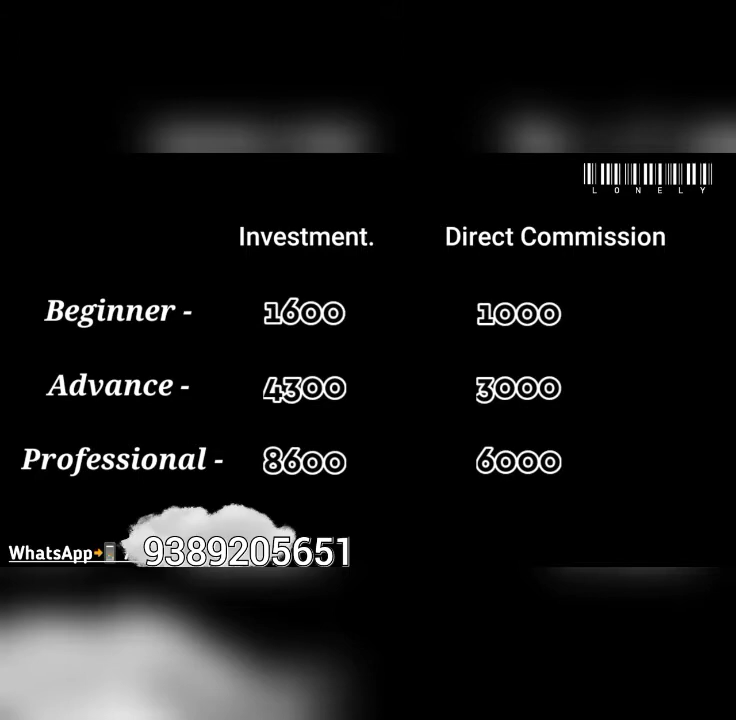 LONELY
Investment. Direct Commission
Beginner - 1600 1000
Advance - 4300 3000
Professional - 8600 6000
WhatsApp 9389205651